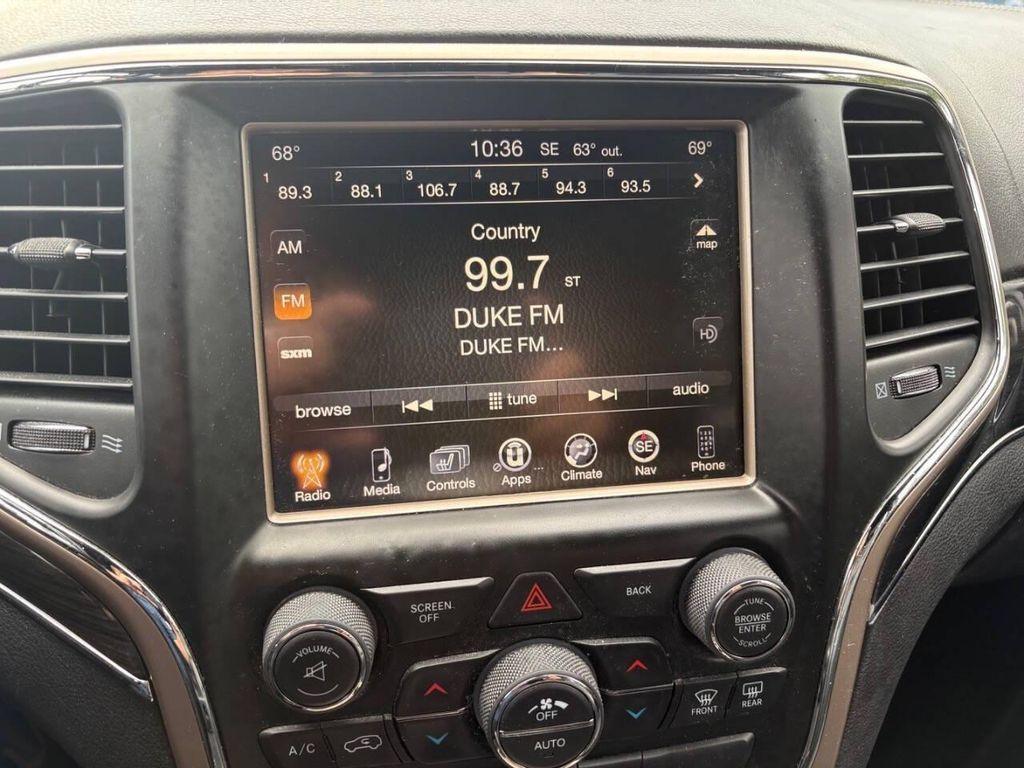 68° 10:36 SE 63° out. 69°
1 89.3 2 88.1 3 106.7 4 88.7 5 94.3 6 93.5
Country
AM
map
99.7 ST
FM
DUKE FM
HD
DUKE FM...
sxm
browse tune audio
Radio Media Controls Apps ... Climate SE Nav Phone
SCREEN OFF
BACK
TUNE
BROWSE
ENTER
SCROLL
VOLUME
FRONT REAR
OFF
A/C AUTO